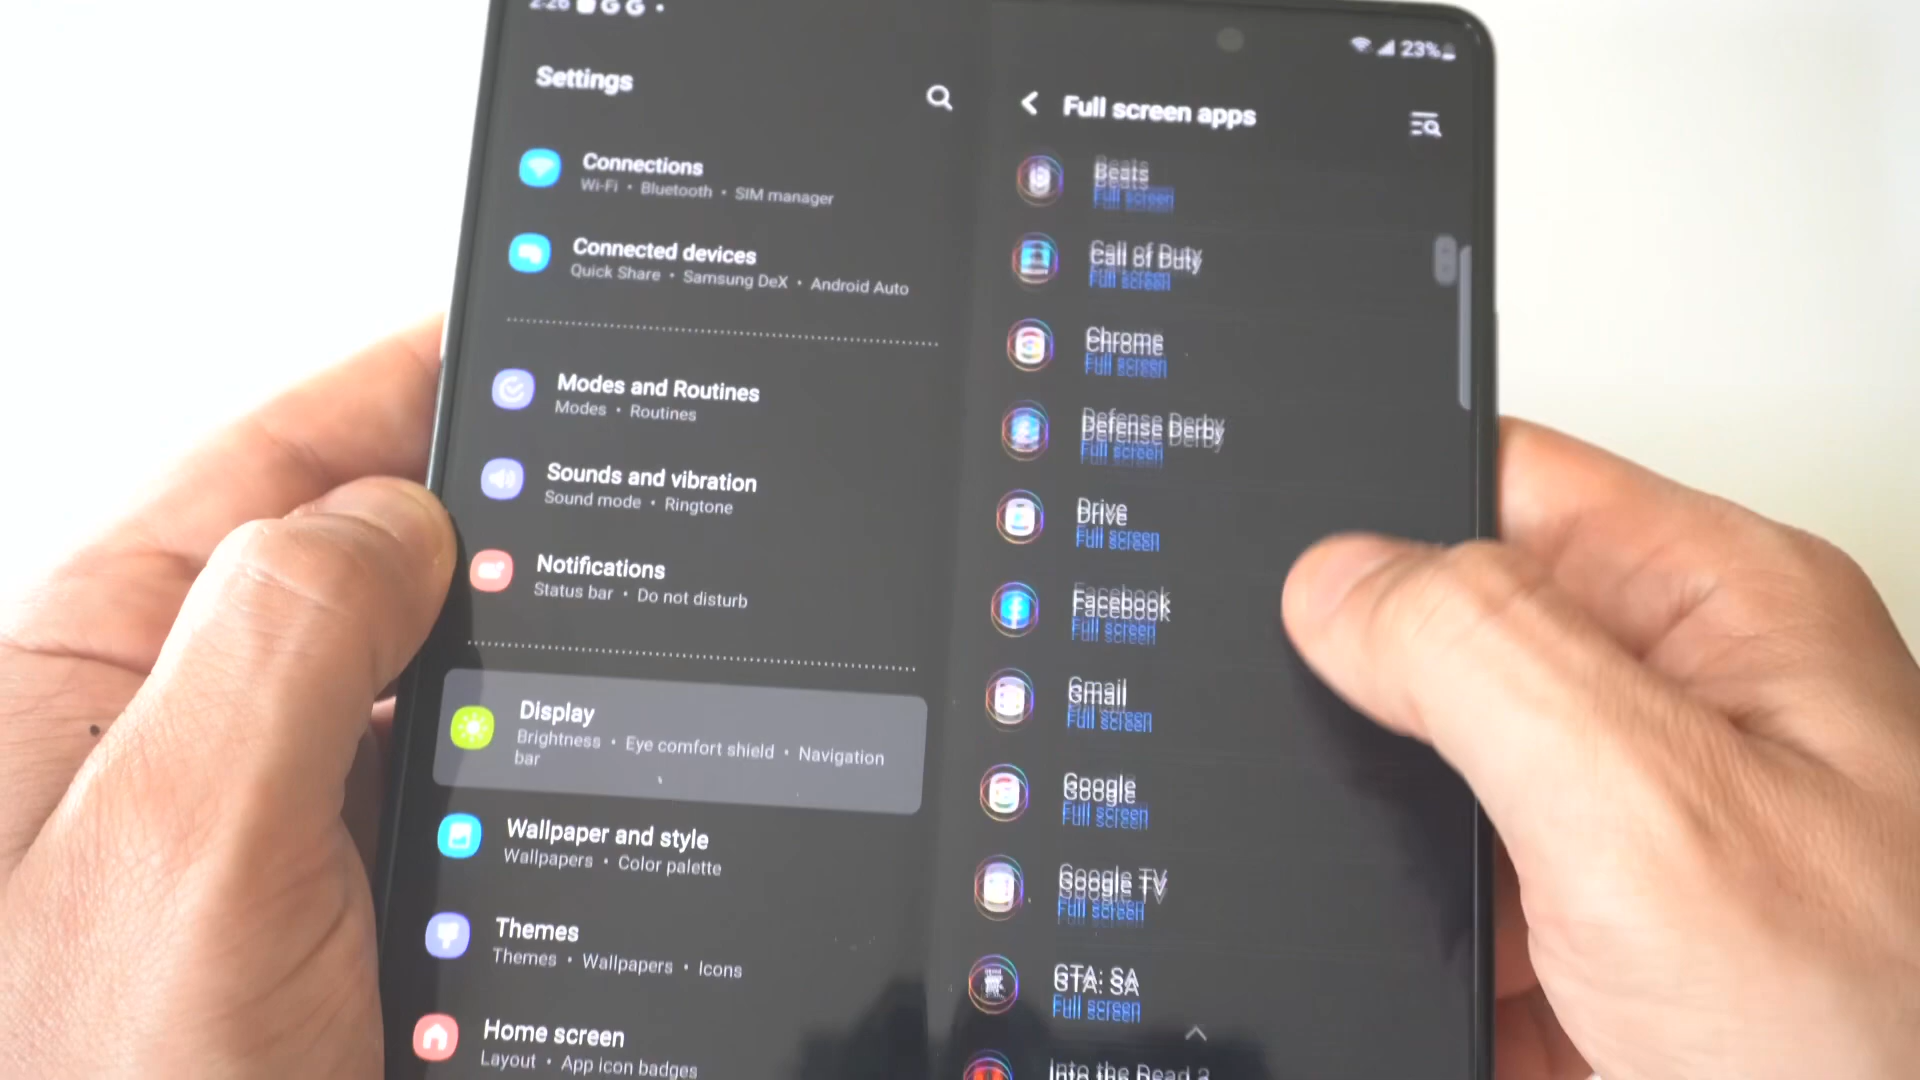 2:26 G G •
Settings
Connections
Wi-Fi • Bluetooth • SIM manager
Connected devices
Quick Share • Samsung DeX • Android Auto
Modes and Routines
Modes • Routines
Sounds and vibration
Sound mode • Ringtone
Notifications
Status bar • Do not disturb
Display
Brightness • Eye comfort shield • Navigation
bar
Wallpaper and style
Wallpapers • Color palette
Themes
Themes • Wallpapers • Icons
Home screen
Layout • App icon badges
23%
Full screen apps
Beats
Full screen
Call of Duty
Full screen
Chrome
Full screen
Defense Derby
Full screen
Drive
Full screen
Facebook
Full screen
Gmail
Full screen
Google
Full screen
Google TV
Full screen
GTA: SA
Full screen
Into the Dead 2